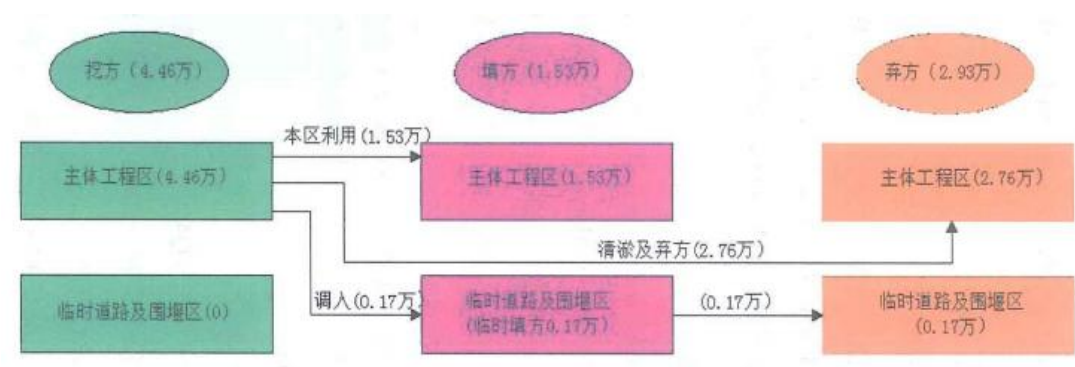 挖方（4.46万）
填方（1.53万）
弃方（2.93万）
本区利用(1.53万)
主体工程区(4.46万)
主体工程区(1.53万)
主体工程区(2.76万)
清淤及弃方(2.76万)
临时道路及围堰区(0)
调入(0.17万)
临时道路及围堰区
(临时填方0.17万)
(0.17万)
临时道路及围堰区
(0.17万)